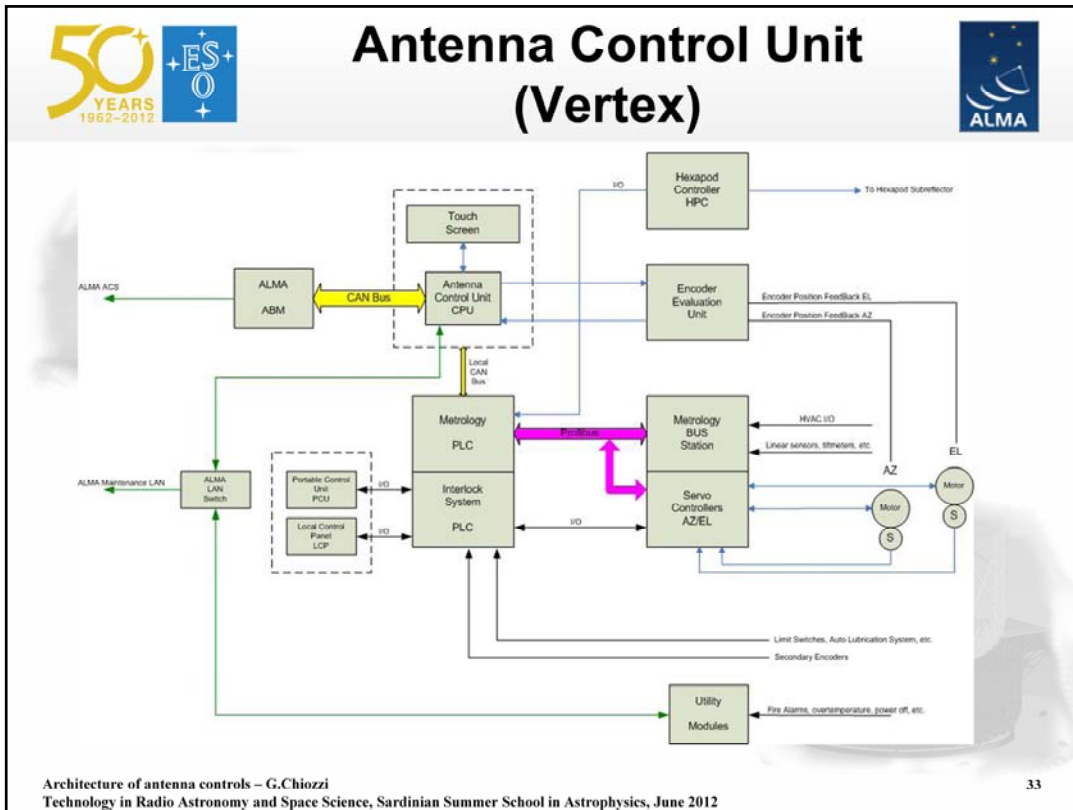 50
YEARS
1962-2012
ES
O
Antenna Control Unit
(Vertex)
ALMA
Hexapod
Controller
HPC
I/O
To Hexapod Subreflector
Touch
Screen
ALMA ACS
ALMA
ABM
CAN Bus
Antenna
Control Unit
CPU
Encoder
Evaluation
Unit
Encoder Position FeedBack EL
Encoder Position FeedBack AZ
Local
CAN
Bus
Metrology
PLC
Profibus
Metrology
BUS
Station
HVAC I/O
Linear sensors, tiltmeters, etc.
AZ
EL
ALMA Maintenance LAN
ALMA
LAN
Switch
Portable Control
Unit
PCU
I/O
Local Control
Panel
LCP
I/O
Interlock
System
PLC
I/O
Servo
Controllers
AZ/EL
Motor
S
Motor
S
Limit Switches, Auto Lubrication System, etc.
Secondary Encoders
Utility
Modules
Fire Alarms, overtemperature, power off, etc.
Architecture of antenna controls – G.Chiozzi
33
Technology in Radio Astronomy and Space Science, Sardinian Summer School in Astrophysics, June 2012